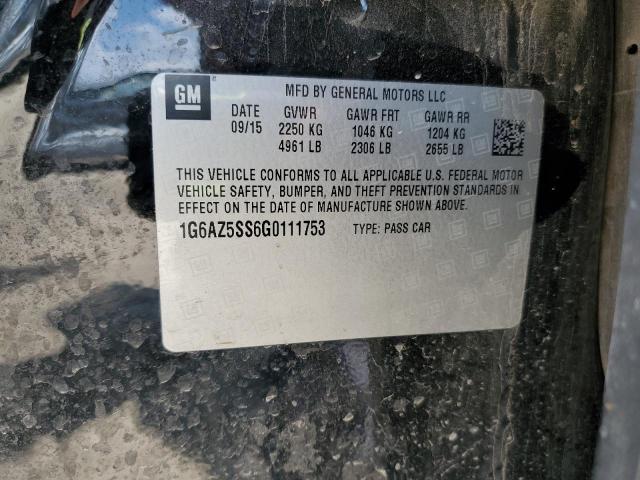 GM
MFD BY GENERAL MOTORS LLC
DATE GVWR GAWR FRT GAWR RR
09/15 2250 KG 1046 KG 1204 KG
4961 LB 2306 LB 2655 LB
THIS VEHICLE CONFORMS TO ALL APPLICABLE U.S. FEDERAL MOTOR
VEHICLE SAFETY, BUMPER, AND THEFT PREVENTION STANDARDS IN
EFFECT ON THE DATE OF MANUFACTURE SHOWN ABOVE.
1G6AZ5SS6G0111753 TYPE: PASS CAR